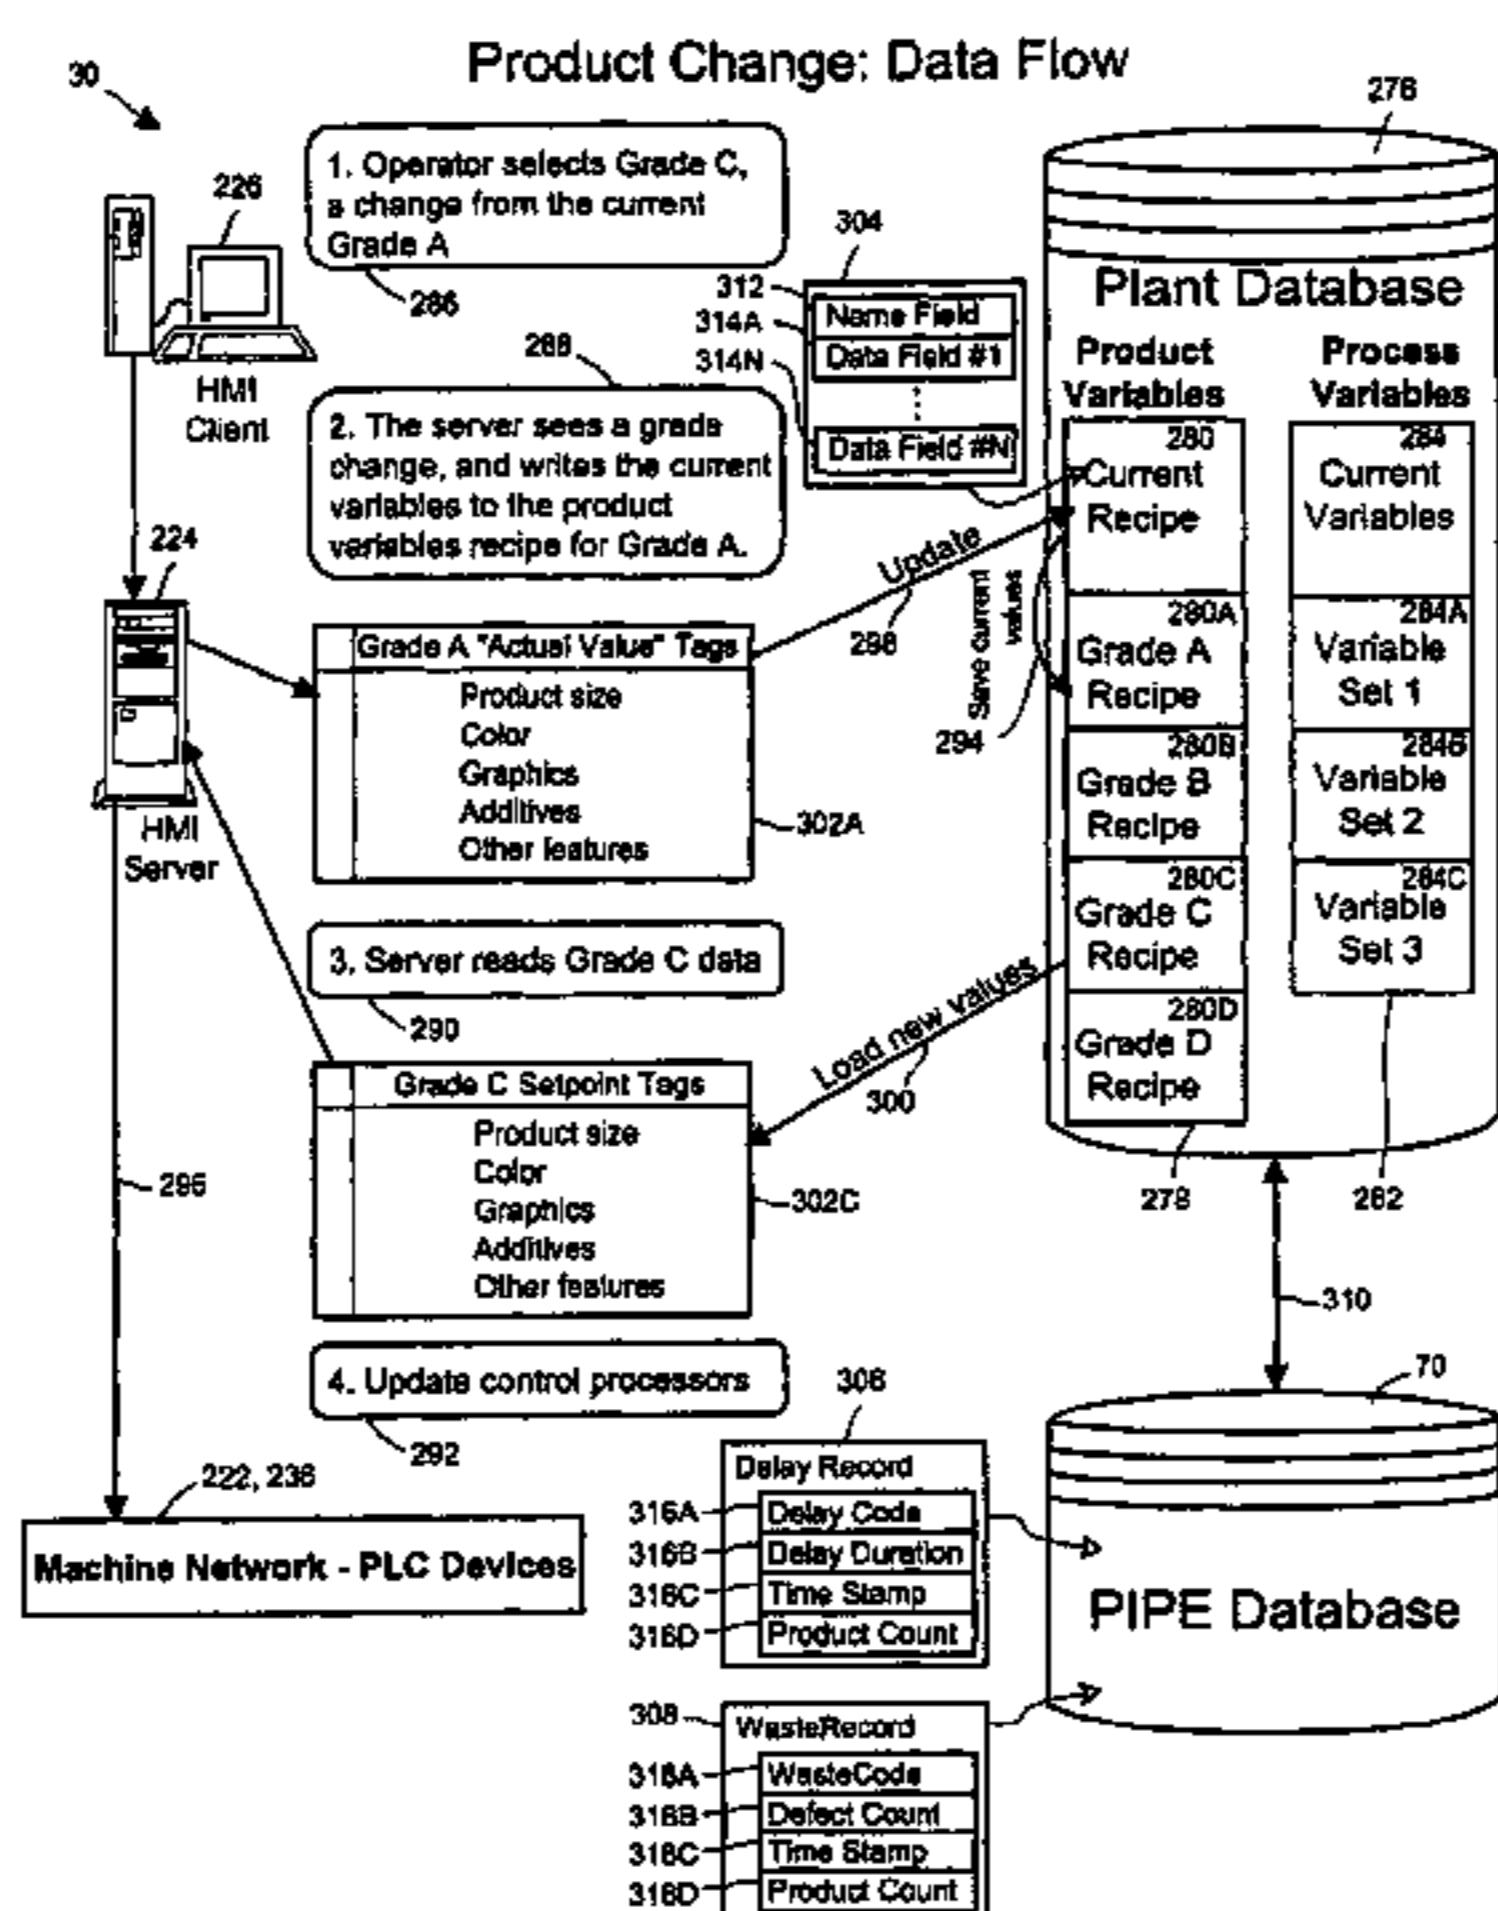 Product Change: Data Flow
30
276
1. Operator selects Grade C,
a change from the current
Grade A
286
226
HMI
Client
304
312
Name Field
314A
Data Field #1
314N
Data Field #N
Plant Database
Product
Variables
Process
Variables
288
2. The server sees a grade
change, and writes the current
variables to the product
variables recipe for Grade A.
280
Current
Recipe
284
Current
Variables
224
HMI
Server
Update
298
Save current
values
294
280A
Grade A
Recipe
284A
Variable
Set 1
Grade A "Actual Value" Tags
Product size
Color
Graphics
Additives
Other features
302A
280B
Grade B
Recipe
284B
Variable
Set 2
280C
Grade C
Recipe
284C
Variable
Set 3
3. Server reads Grade C data
290
Load new values
300
280D
Grade D
Recipe
278
282
Grade C Setpoint Tags
Product size
Color
Graphics
Additives
Other features
302C
296
310
4. Update control processors
292
70
222, 236
Machine Network - PLC Devices
306
Delay Record
316A
Delay Code
316B
Delay Duration
316C
Time Stamp
316D
Product Count
PIPE Database
308
WasteRecord
318A
WasteCode
318B
Defect Count
318C
Time Stamp
318D
Product Count